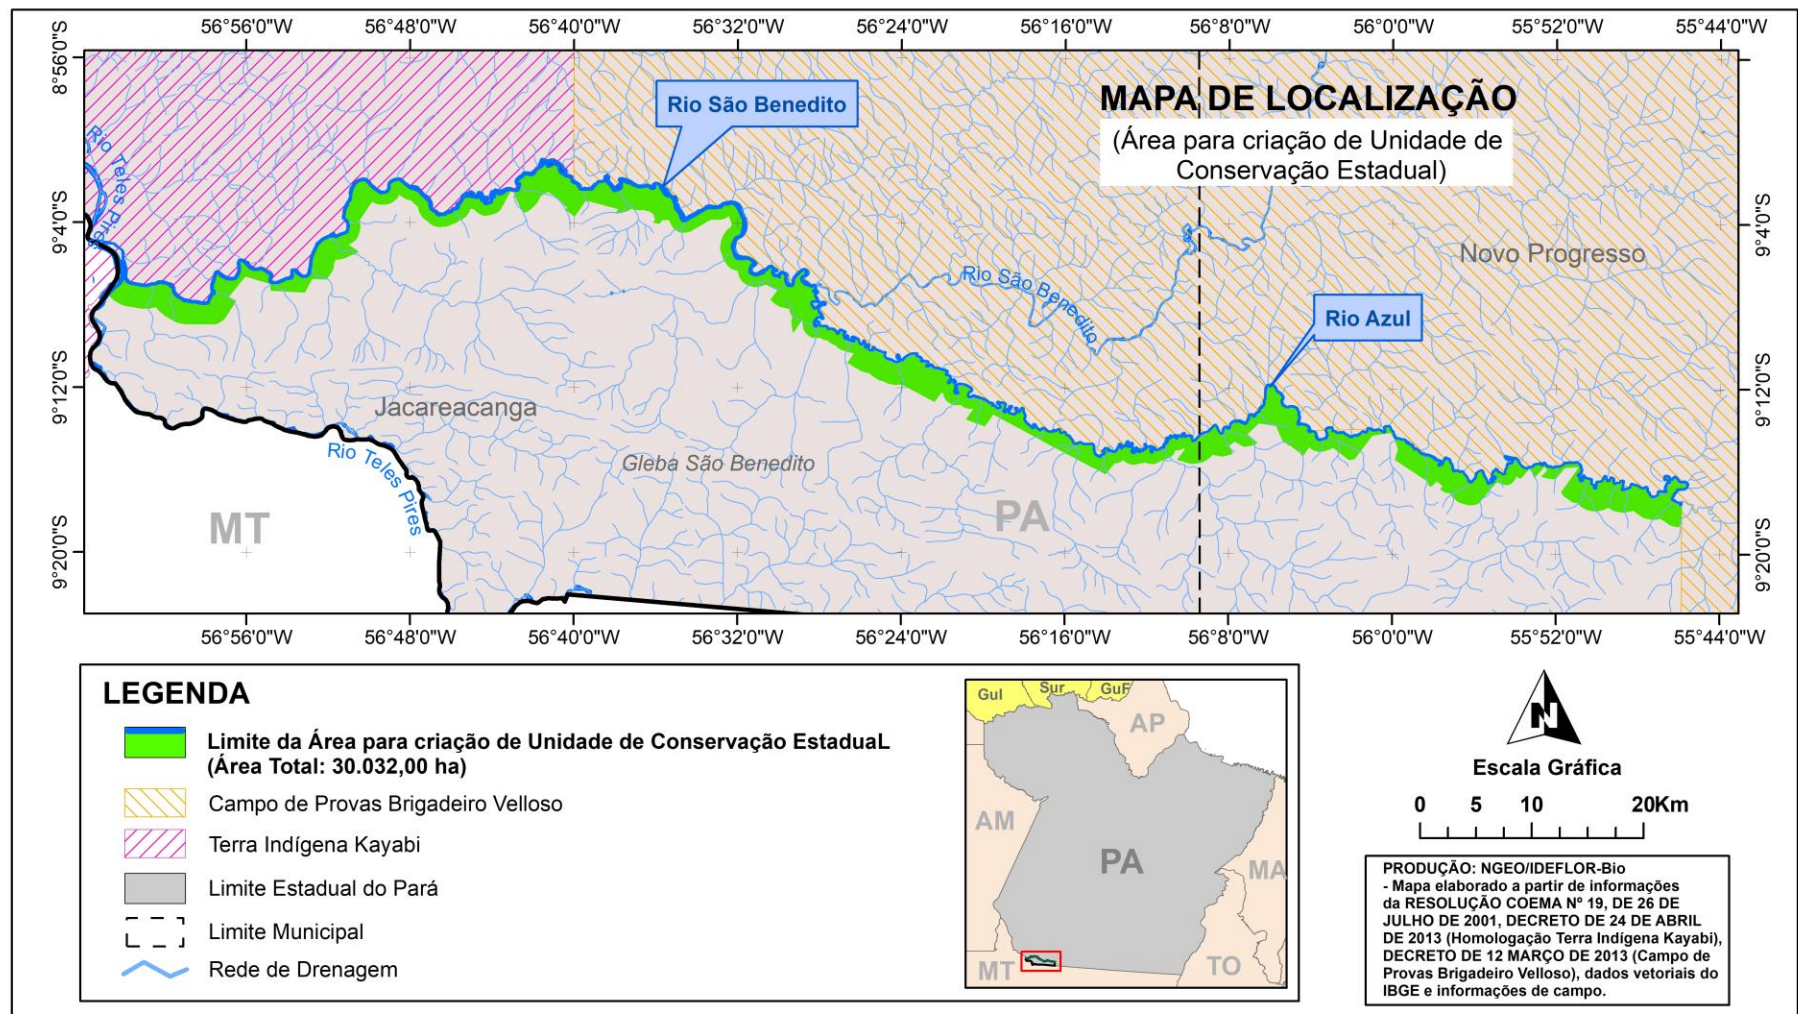 56°56'0"W 56°48'0"W 56°40'0"W 56°32'0"W 56°24'0"W 56°16'0"W 56°8'0"W 56°0'0"W 55°52'0"W 55°44'0"W
8°56'0"S
MAPA DE LOCALIZAÇÃO
(Área para criação de Unidade de
Conservação Estadual)
Rio São Benedito
Rio Teles Pires
9°4'0"S
9°4'0"S
Novo Progresso
Rio São Benedito
Rio Azul
9°12'0"S
9°12'0"S
Jacareacanga
Gleba São Benedito
Rio Teles Pires
MT
PA
9°20'0"S
9°20'0"S
56°56'0"W 56°48'0"W 56°40'0"W 56°32'0"W 56°24'0"W 56°16'0"W 56°8'0"W 56°0'0"W 55°52'0"W 55°44'0"W
LEGENDA
Limite da Área para criação de Unidade de Conservação EstaduaL
(Área Total: 30.032,00 ha)
Campo de Provas Brigadeiro Velloso
Terra Indígena Kayabi
Limite Estadual do Pará
Limite Municipal
Rede de Drenagem
Gui Sur GuF
AP
AM
PA
MA
MT
TO
N
Escala Gráfica
0 5 10 20Km
PRODUÇÃO: NGEO/IDEFLOR-Bio
- Mapa elaborado a partir de informações
da RESOLUÇÃO COEMA Nº 19, DE 26 DE
JULHO DE 2001, DECRETO DE 24 DE ABRIL
DE 2013 (Homologação Terra Indígena Kayabi),
DECRETO DE 12 MARÇO DE 2013 (Campo de
Provas Brigadeiro Velloso), dados vetoriais do
IBGE e informações de campo.